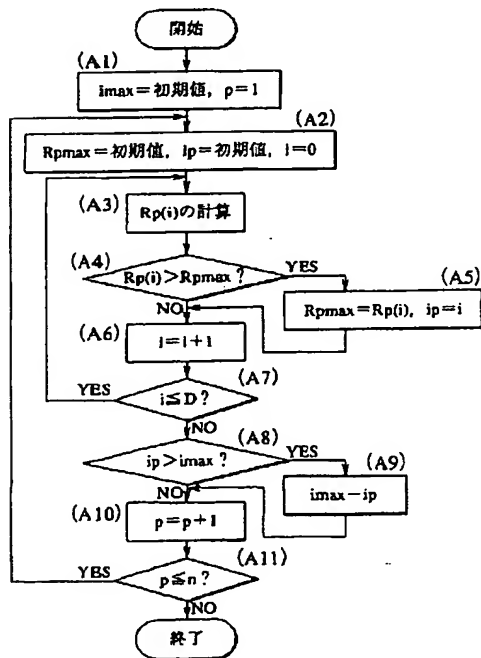 開始
(A1)
imax=初期値, p=1
(A2)
Rpmax=初期値, ip=初期値, i=0
(A3)
Rp(i)の計算
(A4)
Rp(i)>Rpmax?
YES
(A5)
Rpmax=Rp(i), ip=i
NO
(A6)
i=i+1
(A7)
YES
i≦D?
NO
(A8)
ip>imax?
YES
(A9)
imax-ip
NO
(A10)
p=p+1
(A11)
YES
p≦n?
NO
終了